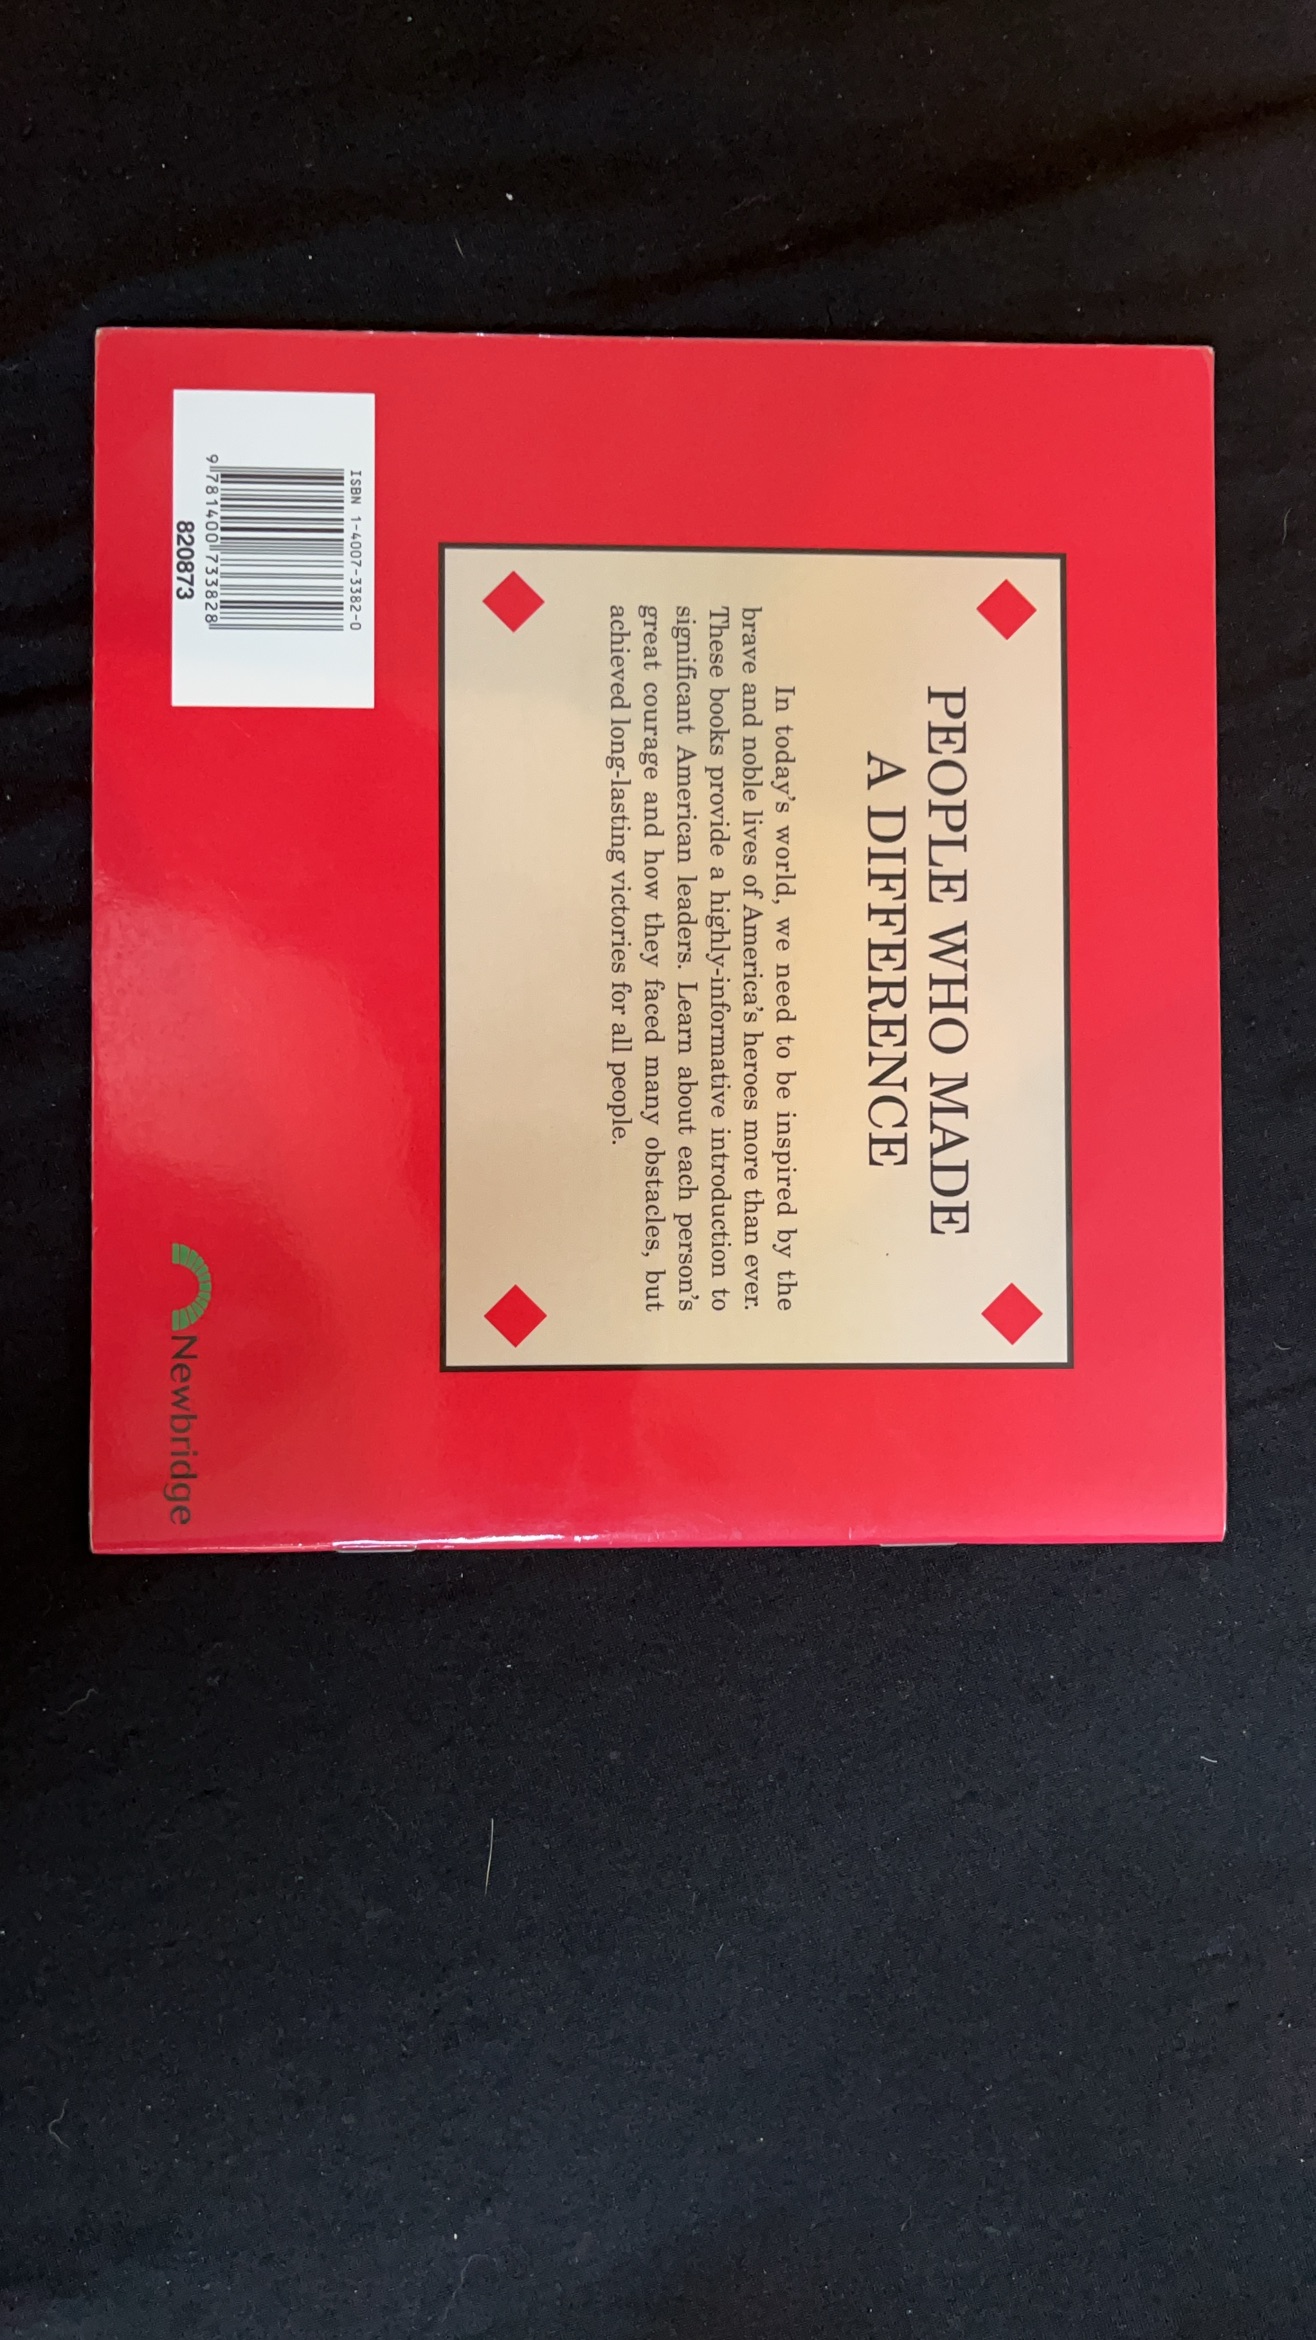 PEOPLE WHO MADE
A DIFFERENCE
In today's world, we need to be inspired by the
brave and noble lives of America's heroes more than ever.
These books provide a highly-informative introduction to
significant American leaders. Learn about each person's
great courage and how they faced many obstacles, but
achieved long-lasting victories for all people.
ISBN 1-4007-3382-0
9 781400 733828
820873
Newbridge